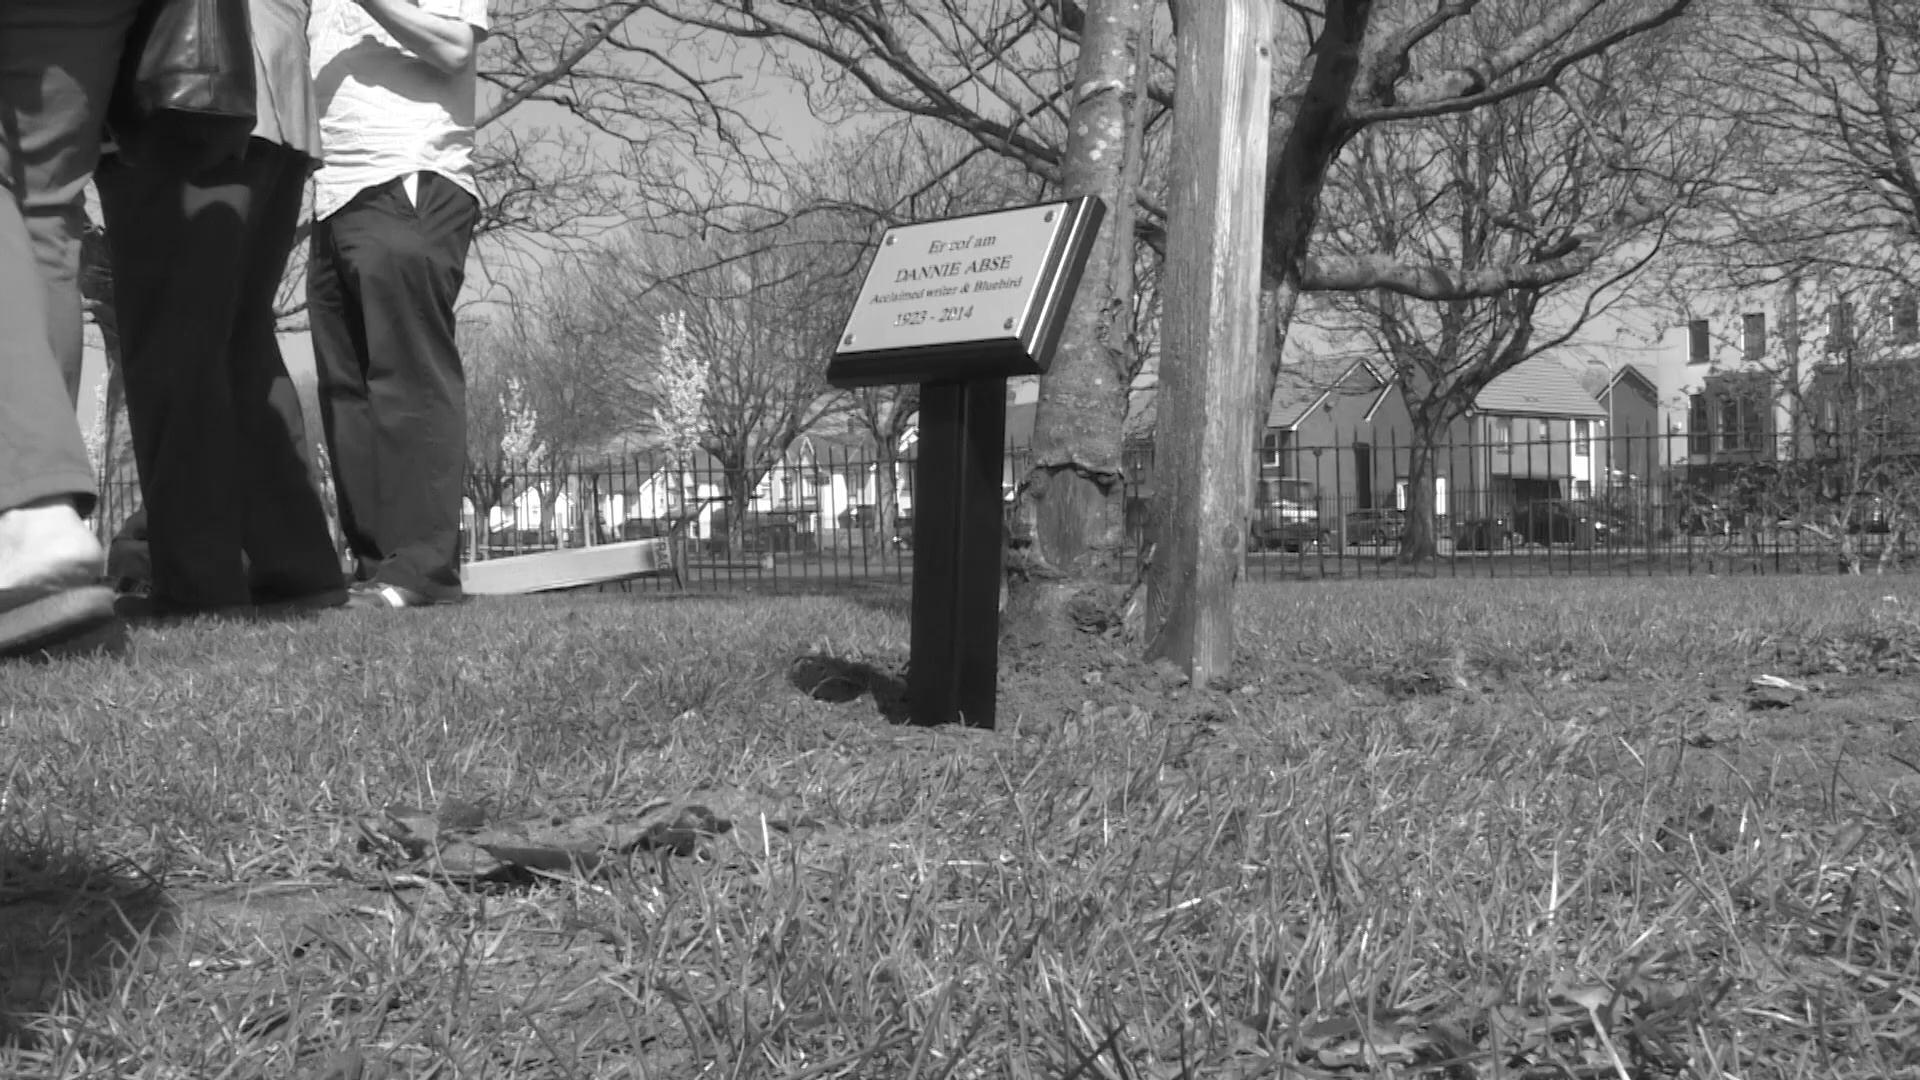 Er cof am
DANNIE ABSE
Acclaimed writer & Bluebird
1923 - 2014